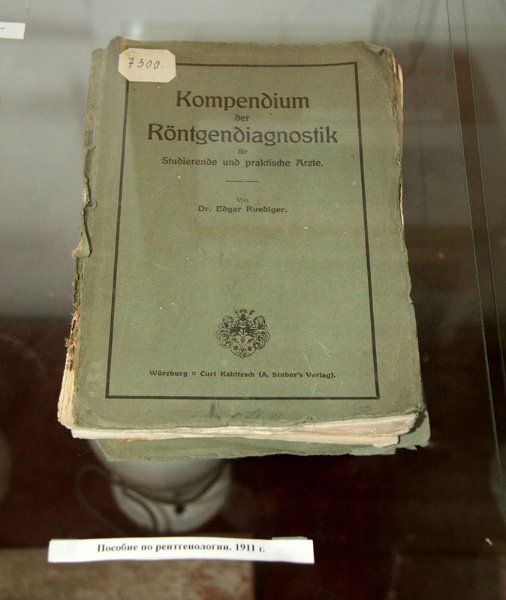 7300.
Kompendium
der
Röntgendiagnostik
für
Studierende und praktische Ärzte.
Von
Dr. Edgar Ruediger.
Würzburg ¤ Curt Kabitzsch (A. Stuber's Verlag).
Пособие по рентгенологии. 1911 г.